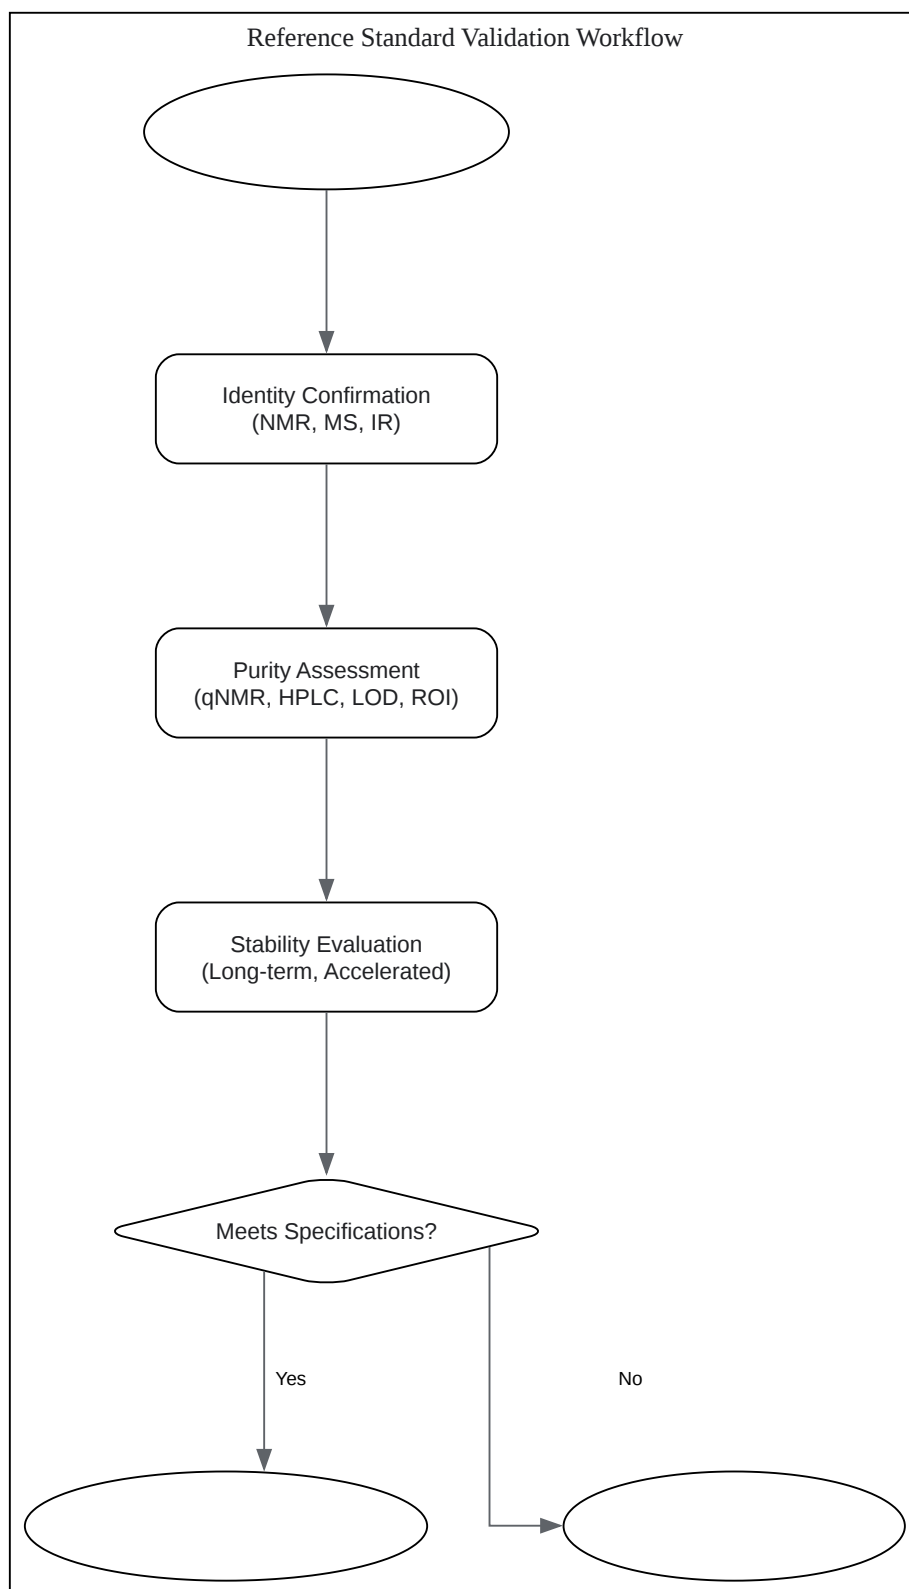 Reference Standard Validation Workflow
Identity Confirmation
(NMR, MS, IR)
Purity Assessment
(qNMR, HPLC, LOD, ROI)
Stability Evaluation
(Long-term, Accelerated)
Meets Specifications?
Yes
No